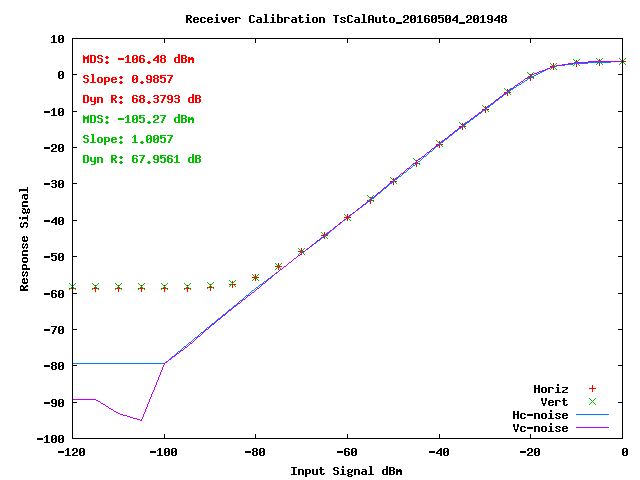 Receiver Calibration TsCalAuto_20160504_201948
10
0
-10
-20
-30
-40
-50
-60
-70
-80
-90
-100
MDS: -106.48 dBm
Slope: 0.9857
Dyn R: 68.3793 dB
MDS: -105.27 dBm
Slope: 1.0057
Dyn R: 67.9561 dB
Response Signal
Horiz
Vert
Hc-noise
Vc-noise
-120 -100 -80 -60 -40 -20 0
Input Signal dBm